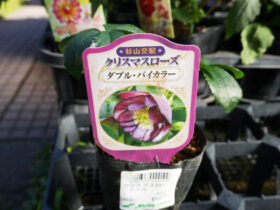 杉山交配
クリスマスローズ
ダブル・バイカラー